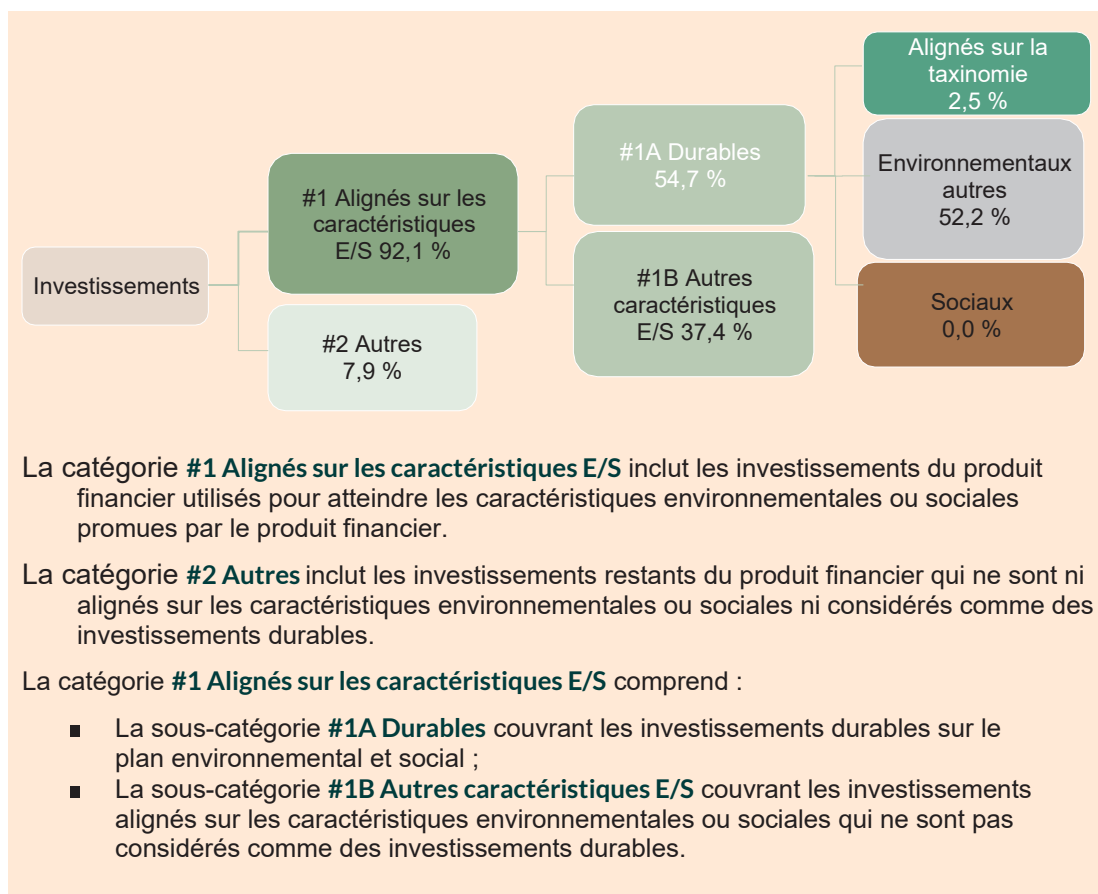 Alignés sur la
taxinomie
2,5 %
#1A Durables
54,7 %
Environnementaux
autres
52,2 %
#1 Alignés sur les
caractéristiques
E/S 92,1 %
#1B Autres
caractéristiques
E/S 37,4 %
Investissements
Sociaux
0,0 %
#2 Autres
7,9 %
La catégorie #1 Alignés sur les caractéristiques E/S inclut les investissements du produit
financier utilisés pour atteindre les caractéristiques environnementales ou sociales
promues par le produit financier.
La catégorie #2 Autres inclut les investissements restants du produit financier qui ne sont ni
alignés sur les caractéristiques environnementales ou sociales ni considérés comme des
investissements durables.
La catégorie #1 Alignés sur les caractéristiques E/S comprend :
▪ La sous-catégorie #1A Durables couvrant les investissements durables sur le
plan environnemental et social ;
▪ La sous-catégorie #1B Autres caractéristiques E/S couvrant les investissements
alignés sur les caractéristiques environnementales ou sociales qui ne sont pas
considérés comme des investissements durables.